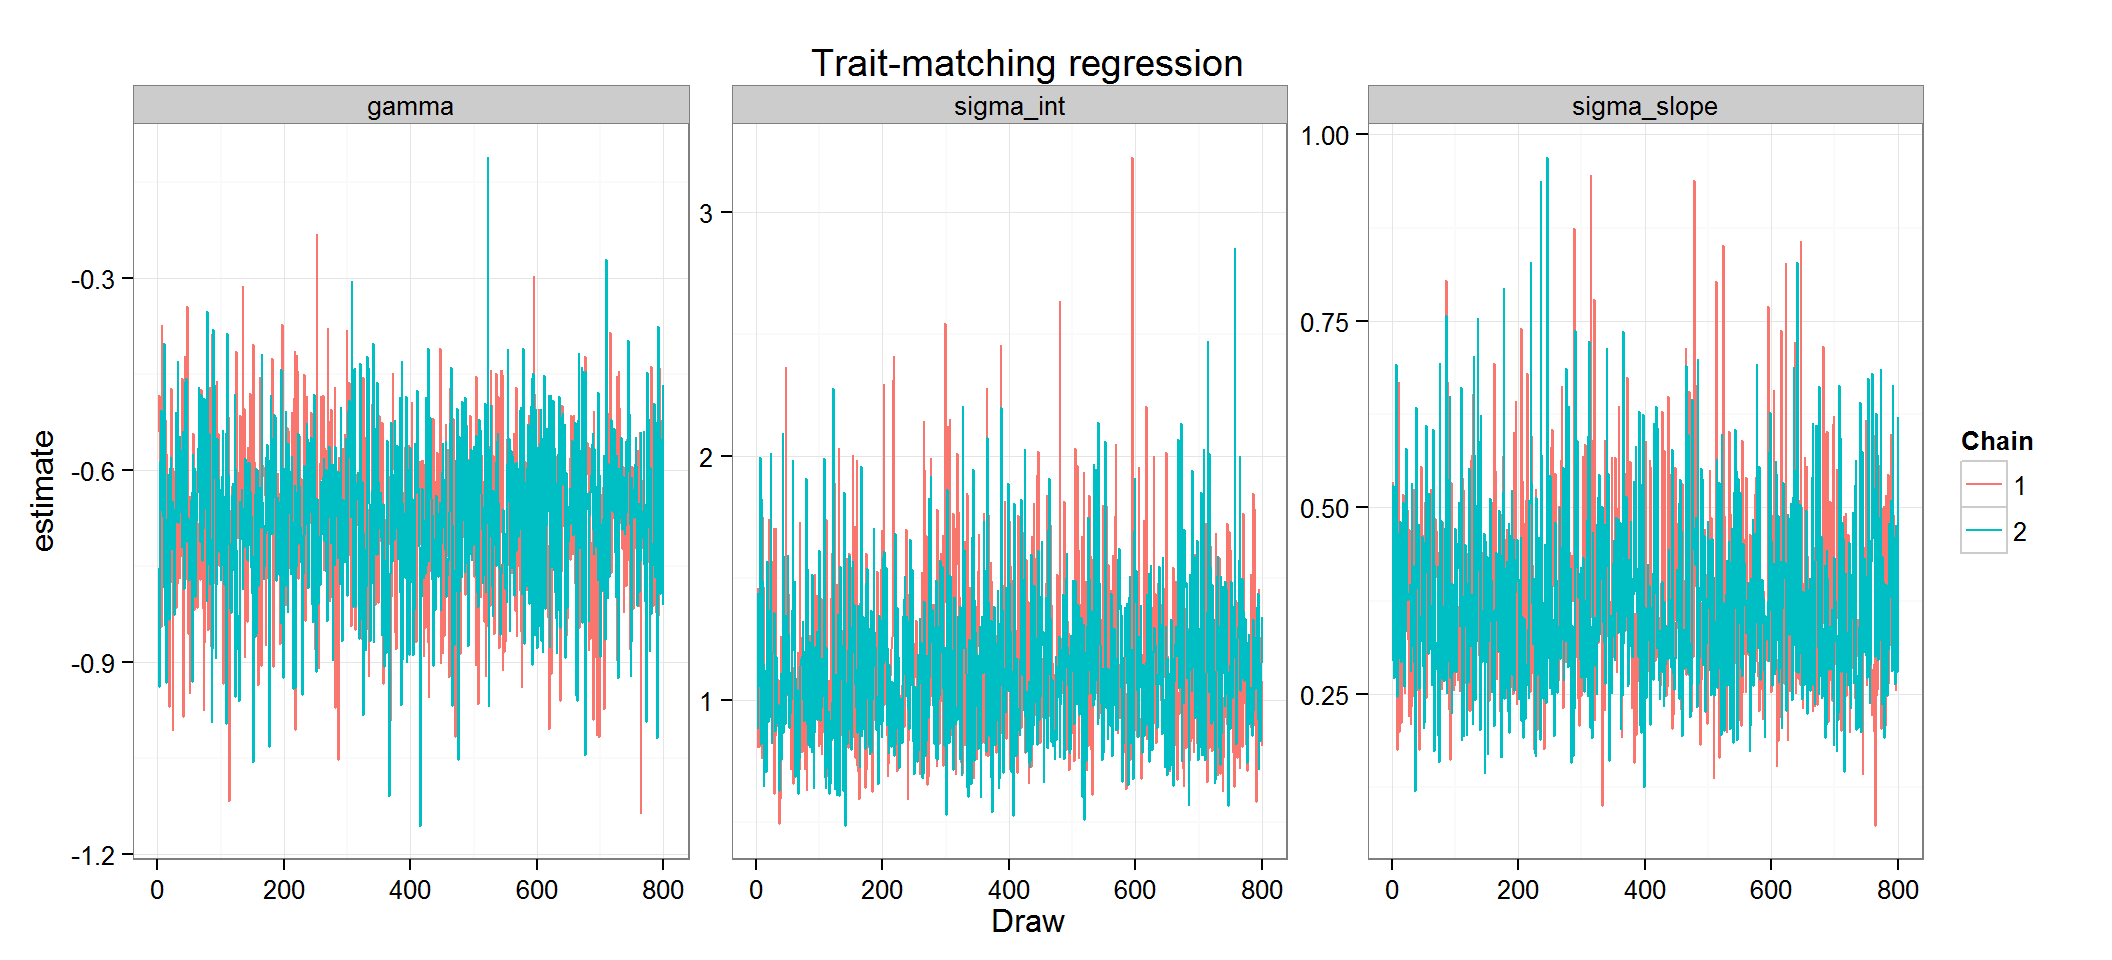 Trait-matching regression
gamma
sigma_int
sigma_slope
estimate
-0.3
-0.6
-0.9
-1.2
3
2
1
1.00
0.75
0.50
0.25
0 200 400 600 800
0 200 400 600 800
0 200 400 600 800
Draw
Chain
1
2